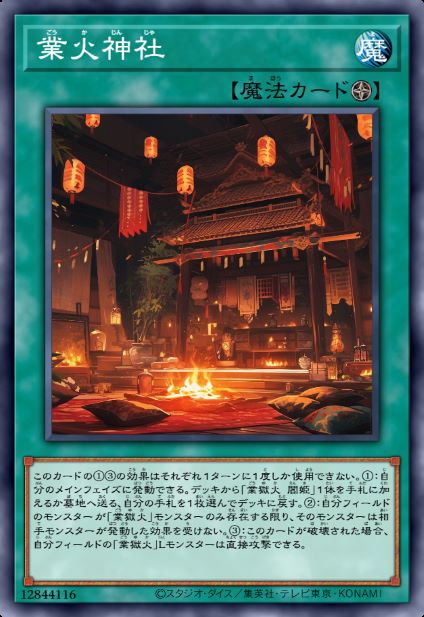 業火神社
【魔法カード】
魔
このカードの①③の効果はそれぞれ1ターンに1度しか使用できない。①:自
分のメインフェイズに発動できる。デッキから「業獄火 閻姫」1体を手札に加
えるか墓地へ送る、自分の手札を1枚選んでデッキに戻す。②:自分フィールド
のモンスターが「業獄火」モンスターのみ存在する限り、そのモンスターは相
手モンスターが発動した効果を受けない。③:このカードが破壊された場合、
自分フィールドの「業獄火」Lモンスターは直接攻撃できる。
12844116
©スタジオ・ダイス/集英社・テレビ東京・KONAMI